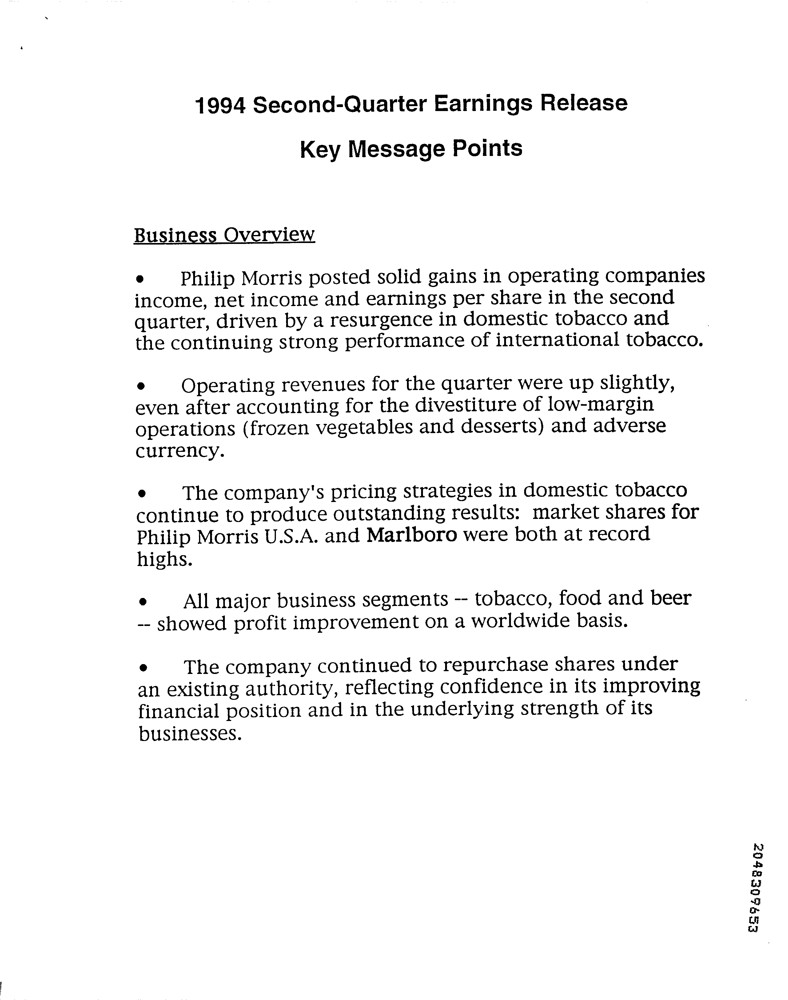 1994 Second-Quarter Earnings Release
Key Message Points
Business Overview
• Philip Morris posted solid gains in operating companies
income, net income and earnings per share in the second
quarter, driven by a resurgence in domestic tobacco and
the continuing strong performance of international tobacco.
• Operating revenues for the quarter were up slightly,
even after accounting for the divestiture of low-margin
operations (frozen vegetables and desserts) and adverse
currency.
• The company's pricing strategies in domestic tobacco
continue to produce outstanding results: market shares for
Philip Morris U.S.A. and Marlboro were both at record
highs.
• All major business segments -- tobacco, food and beer
-- showed profit improvement on a worldwide basis.
• The company continued to repurchase shares under
an existing authority, reflecting confidence in its improving
financial position and in the underlying strength of its
businesses.
2048309653